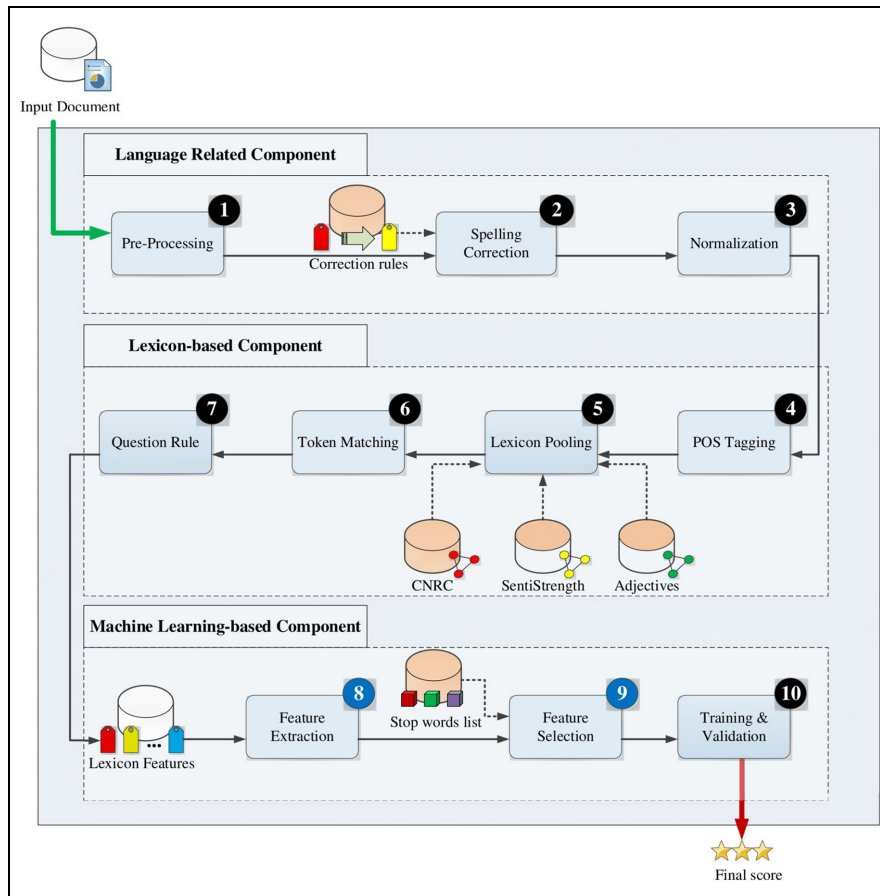 Input Document
Language Related Component
1
2
3
Pre-Processing
Correction rules
Spelling
Correction
Normalization
Lexicon-based Component
7
6
5
4
Question Rule
Token Matching
Lexicon Pooling
POS Tagging
CNRC
SentiStrength
Adjectives
Machine Learning-based Component
8
9
10
Lexicon Features
Feature
Extraction
Stop words list
Feature
Selection
Training &
Validation
Final score